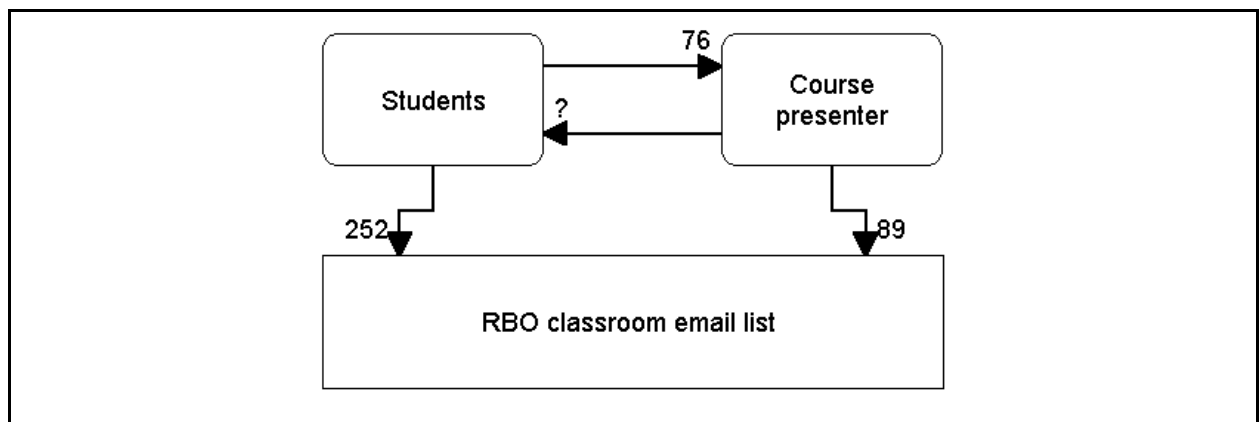 76
Students
Course
presenter
?
252
89
RBO classroom email list